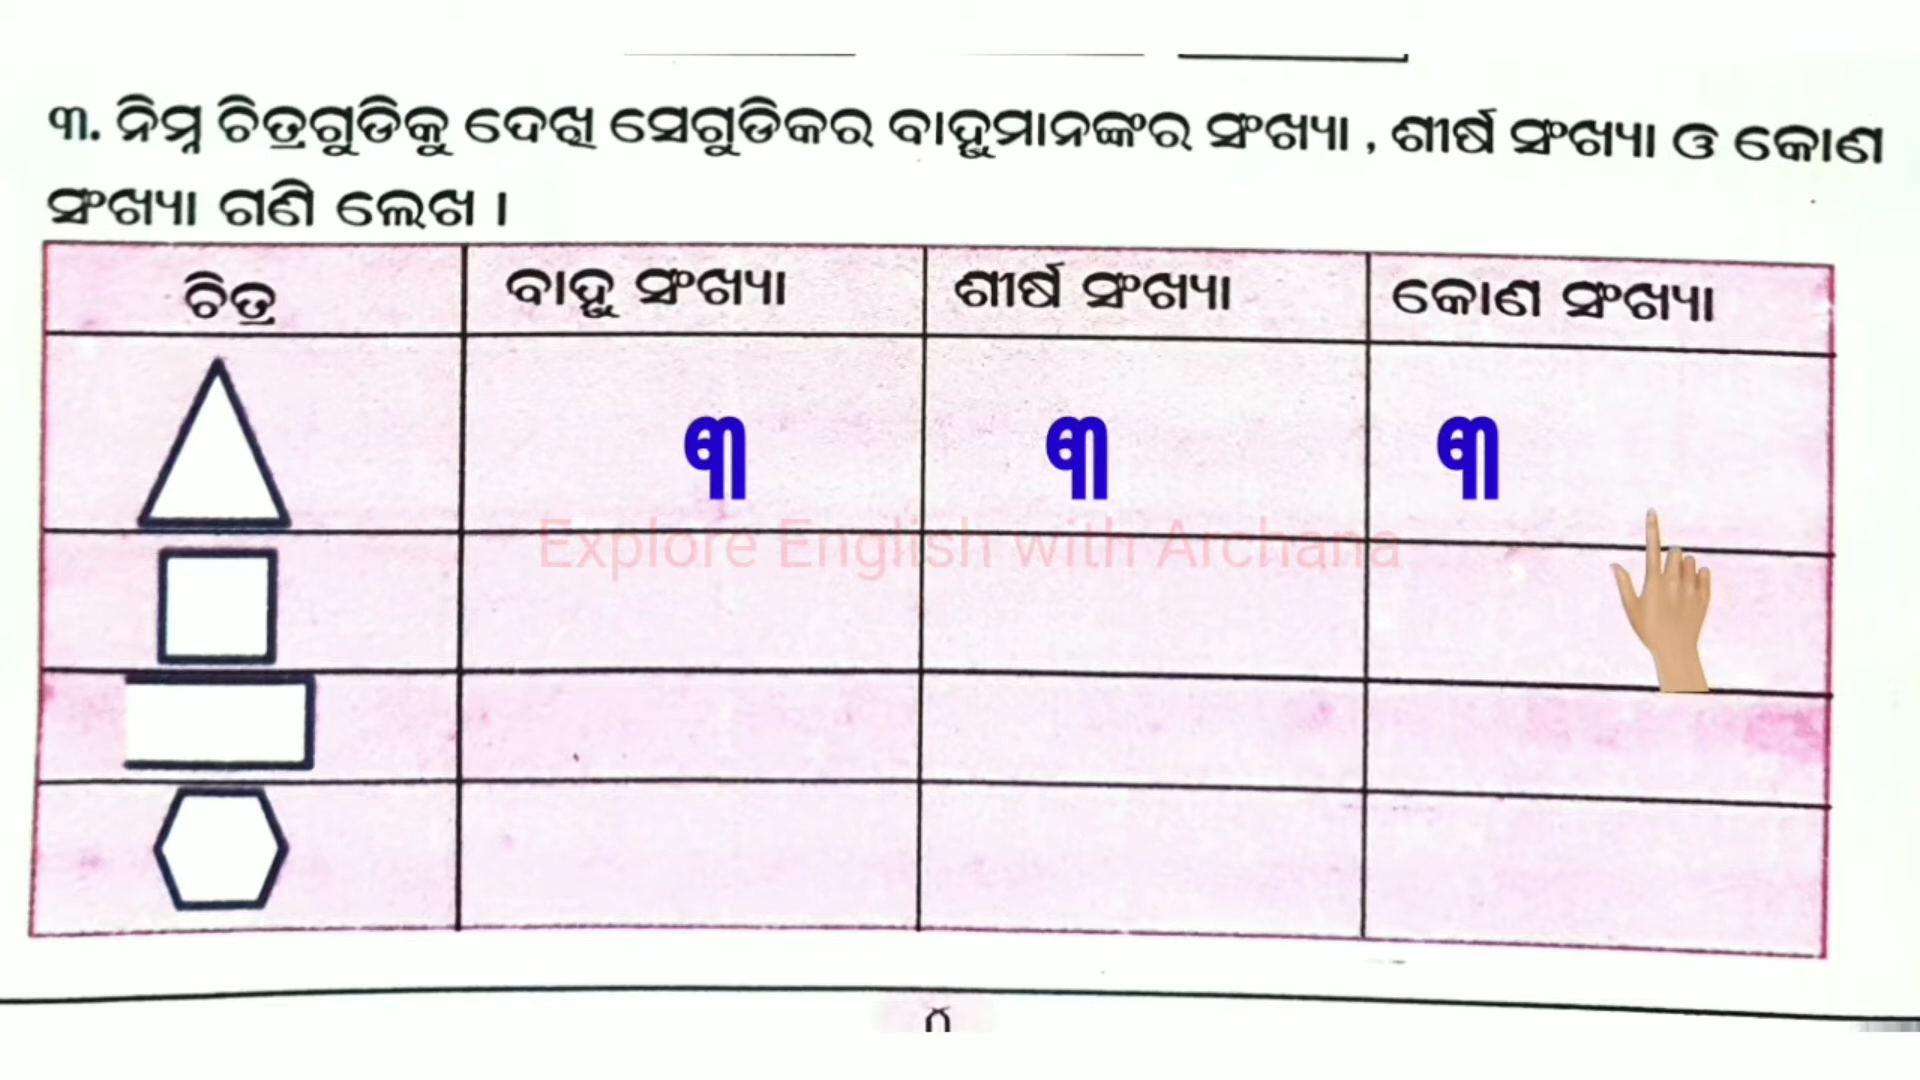 ୩. ନିମ୍ନ ଚିତ୍ରଗୁଡିକୁ ଦେଖି ସେଗୁଡିକର ବାହୁମାନଙ୍କର ସଂଖ୍ୟା , ଶୀର୍ଷ ସଂଖ୍ୟା ଓ କୋଣ
ସଂଖ୍ୟା ଗଣି ଲେଖ ।
ଚିତ୍ର ବାହୁ ସଂଖ୍ୟା ଶୀର୍ଷ ସଂଖ୍ୟା କୋଣ ସଂଖ୍ୟା
୩ ୩ ୩
Explore English with Archana